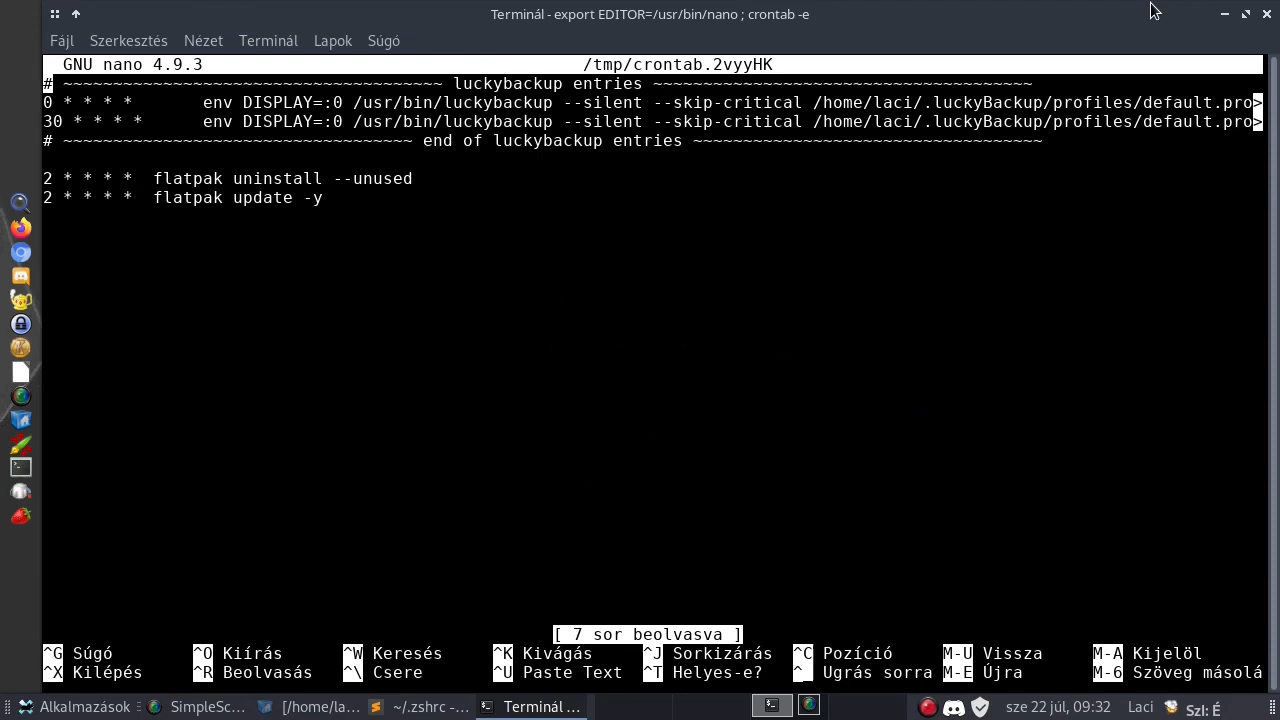 Terminál - export EDITOR=/usr/bin/nano ; crontab -e
Fájl Szerkesztés Nézet Terminál Lapok Súgó
GNU nano 4.9.3 /tmp/crontab.2vyyHK
# ~~~~~~~~~~~~~~~~~~~~~~~~~~~~~~~~~~~~~~ luckybackup entries ~~~~~~~~~~~~~~~~~~~~~~~~~~~~~~~~~~~~~~
0 * * * * env DISPLAY=:0 /usr/bin/luckybackup --silent --skip-critical /home/laci/.luckyBackup/profiles/default.pro>
30 * * * * env DISPLAY=:0 /usr/bin/luckybackup --silent --skip-critical /home/laci/.luckyBackup/profiles/default.pro>
# ~~~~~~~~~~~~~~~~~~~~~~~~~~~~~~~~~~~ end of luckybackup entries ~~~~~~~~~~~~~~~~~~~~~~~~~~~~~~~~~~~
2 * * * * flatpak uninstall --unused
2 * * * * flatpak update -y
[ 7 sor beolvasva ]
^G Súgó ^O Kiírás ^W Keresés ^K Kivágás ^J Sorkizárás ^C Pozíció M-U Vissza M-A Kijelöl
^X Kilépés ^R Beolvasás ^\ Csere ^U Paste Text ^T Helyes-e? ^_ Ugrás sorra M-E Újra M-6 Szöveg másolá
Alkalmazások SimpleSc... [/home/la... ~/.zshrc -... Terminál ... sze 22 júl, 09:32 Laci Szl: É